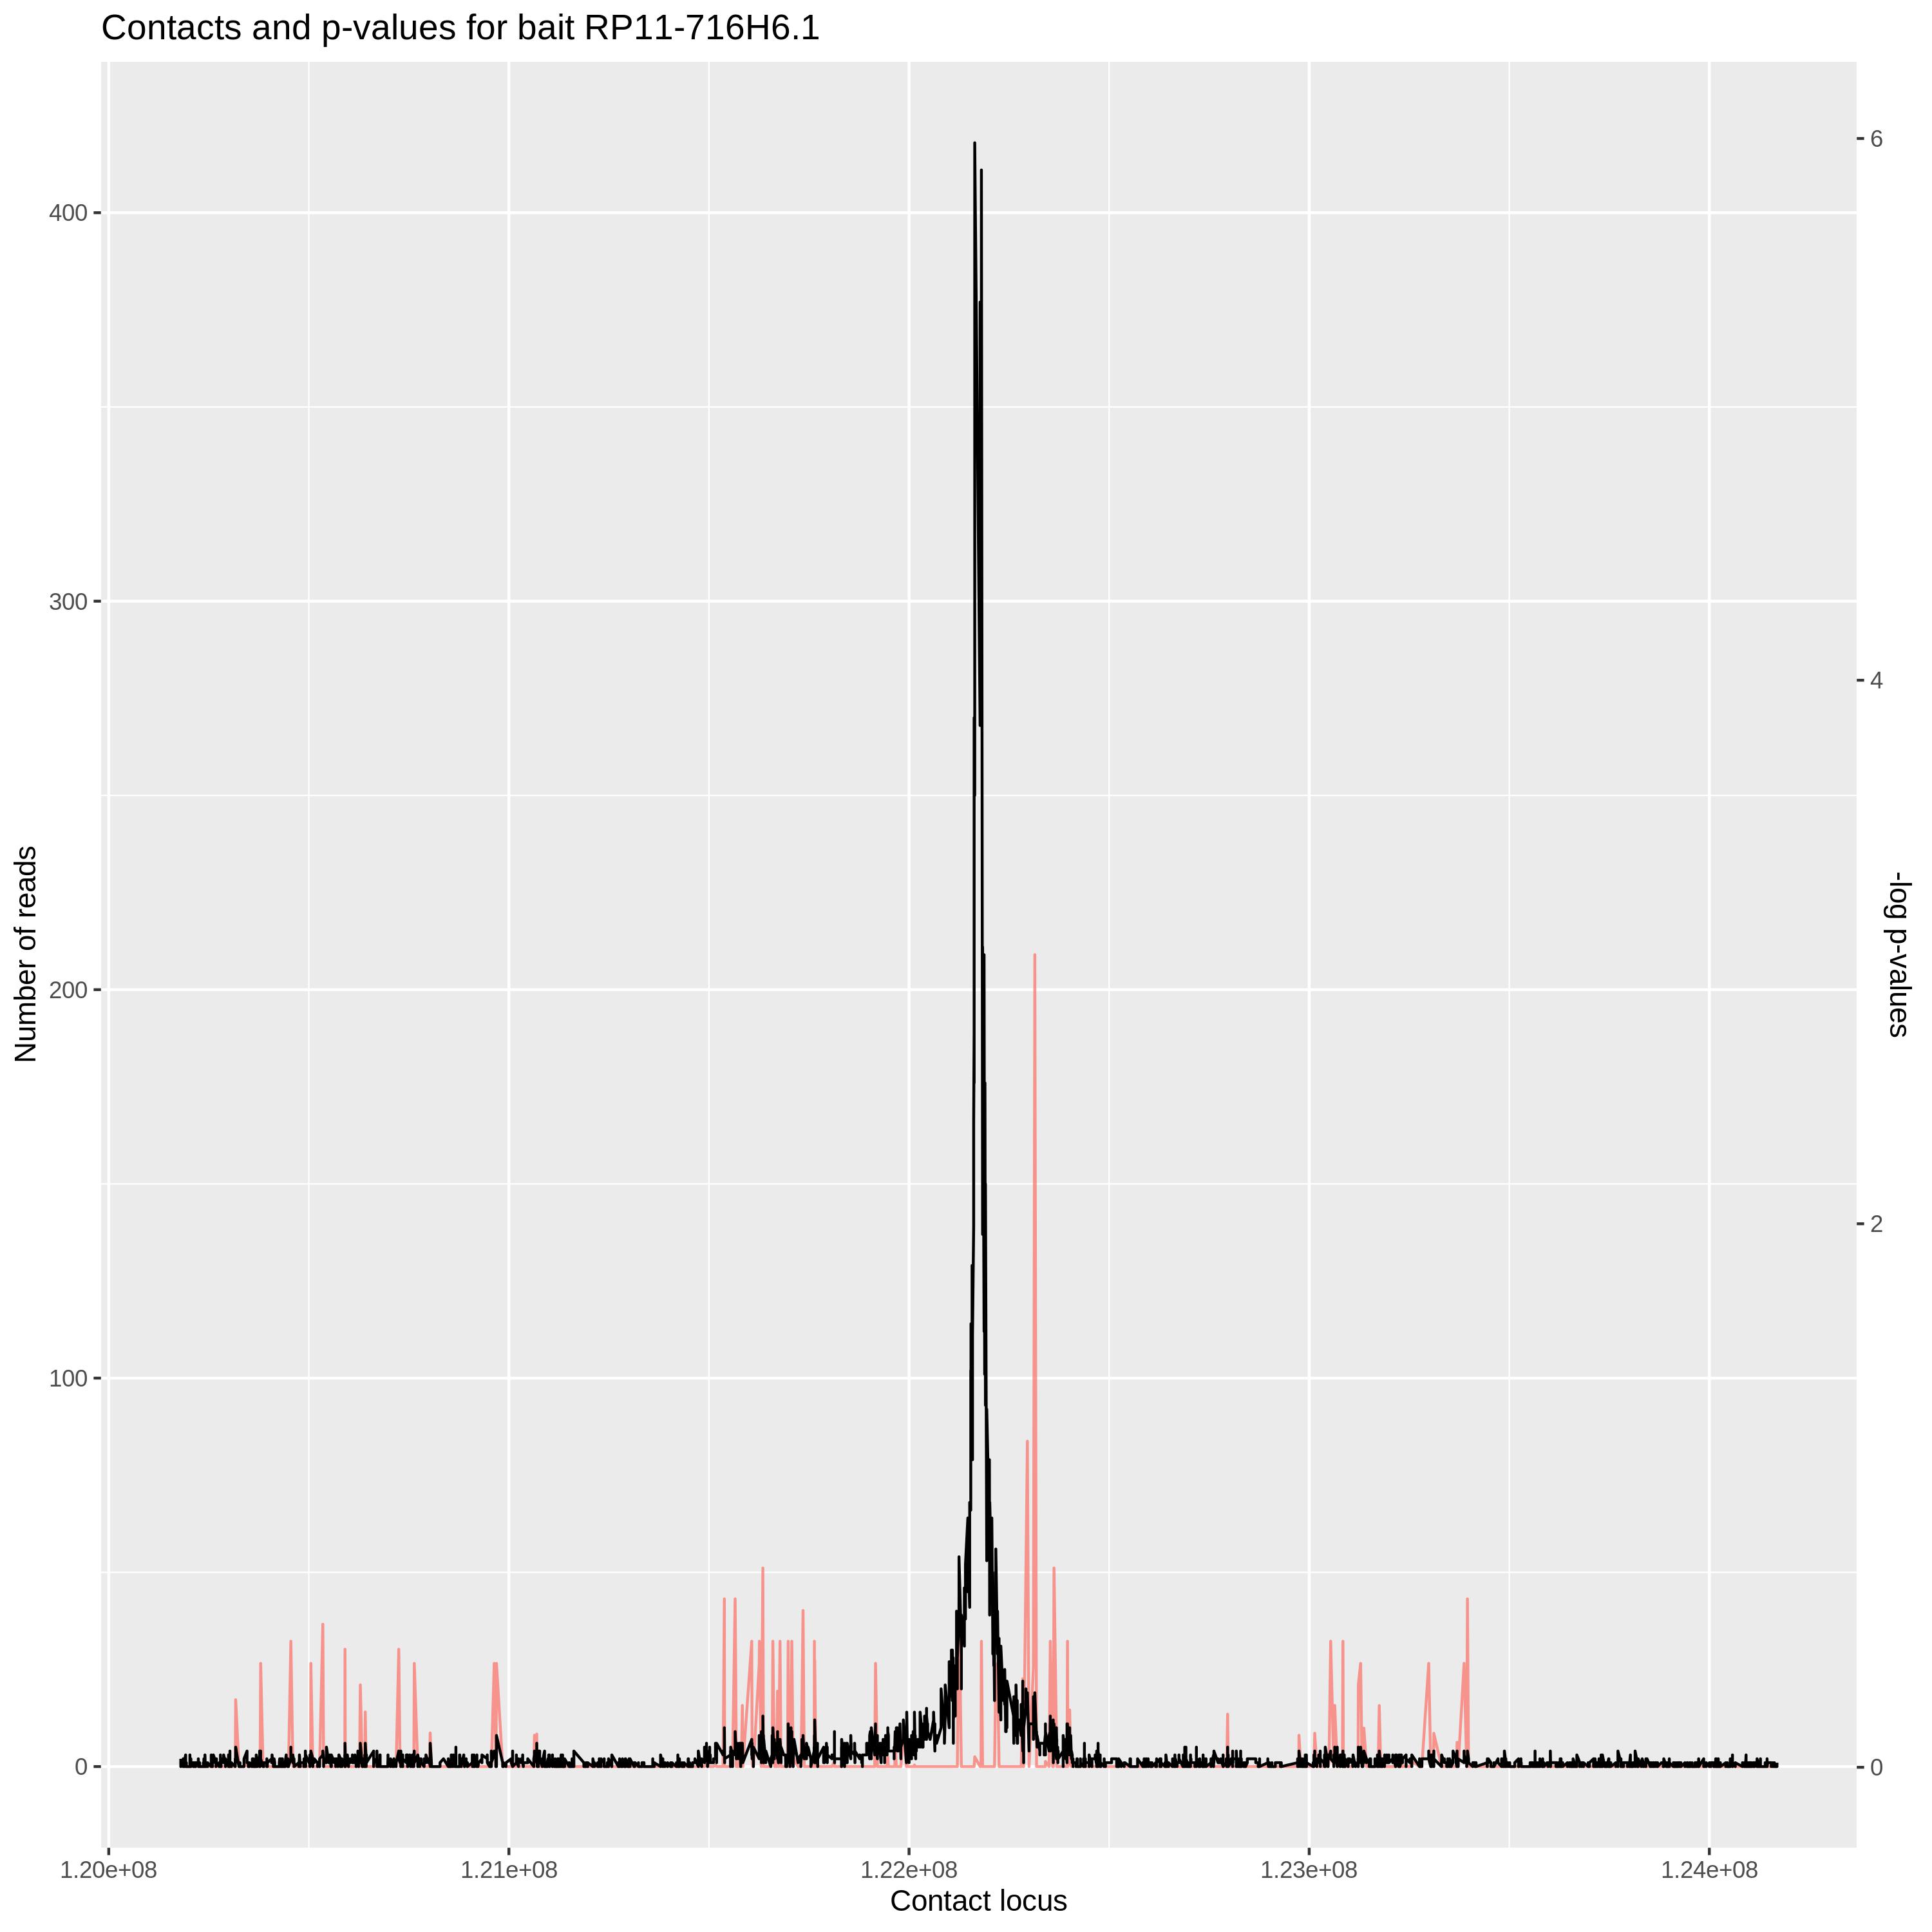 Contacts and p-values for bait RP11-716H6.1
400
300
200
100
0
6
4
2
0
Number of reads
-log p-values
1.20e+08
1.21e+08
1.22e+08
1.23e+08
1.24e+08
Contact locus